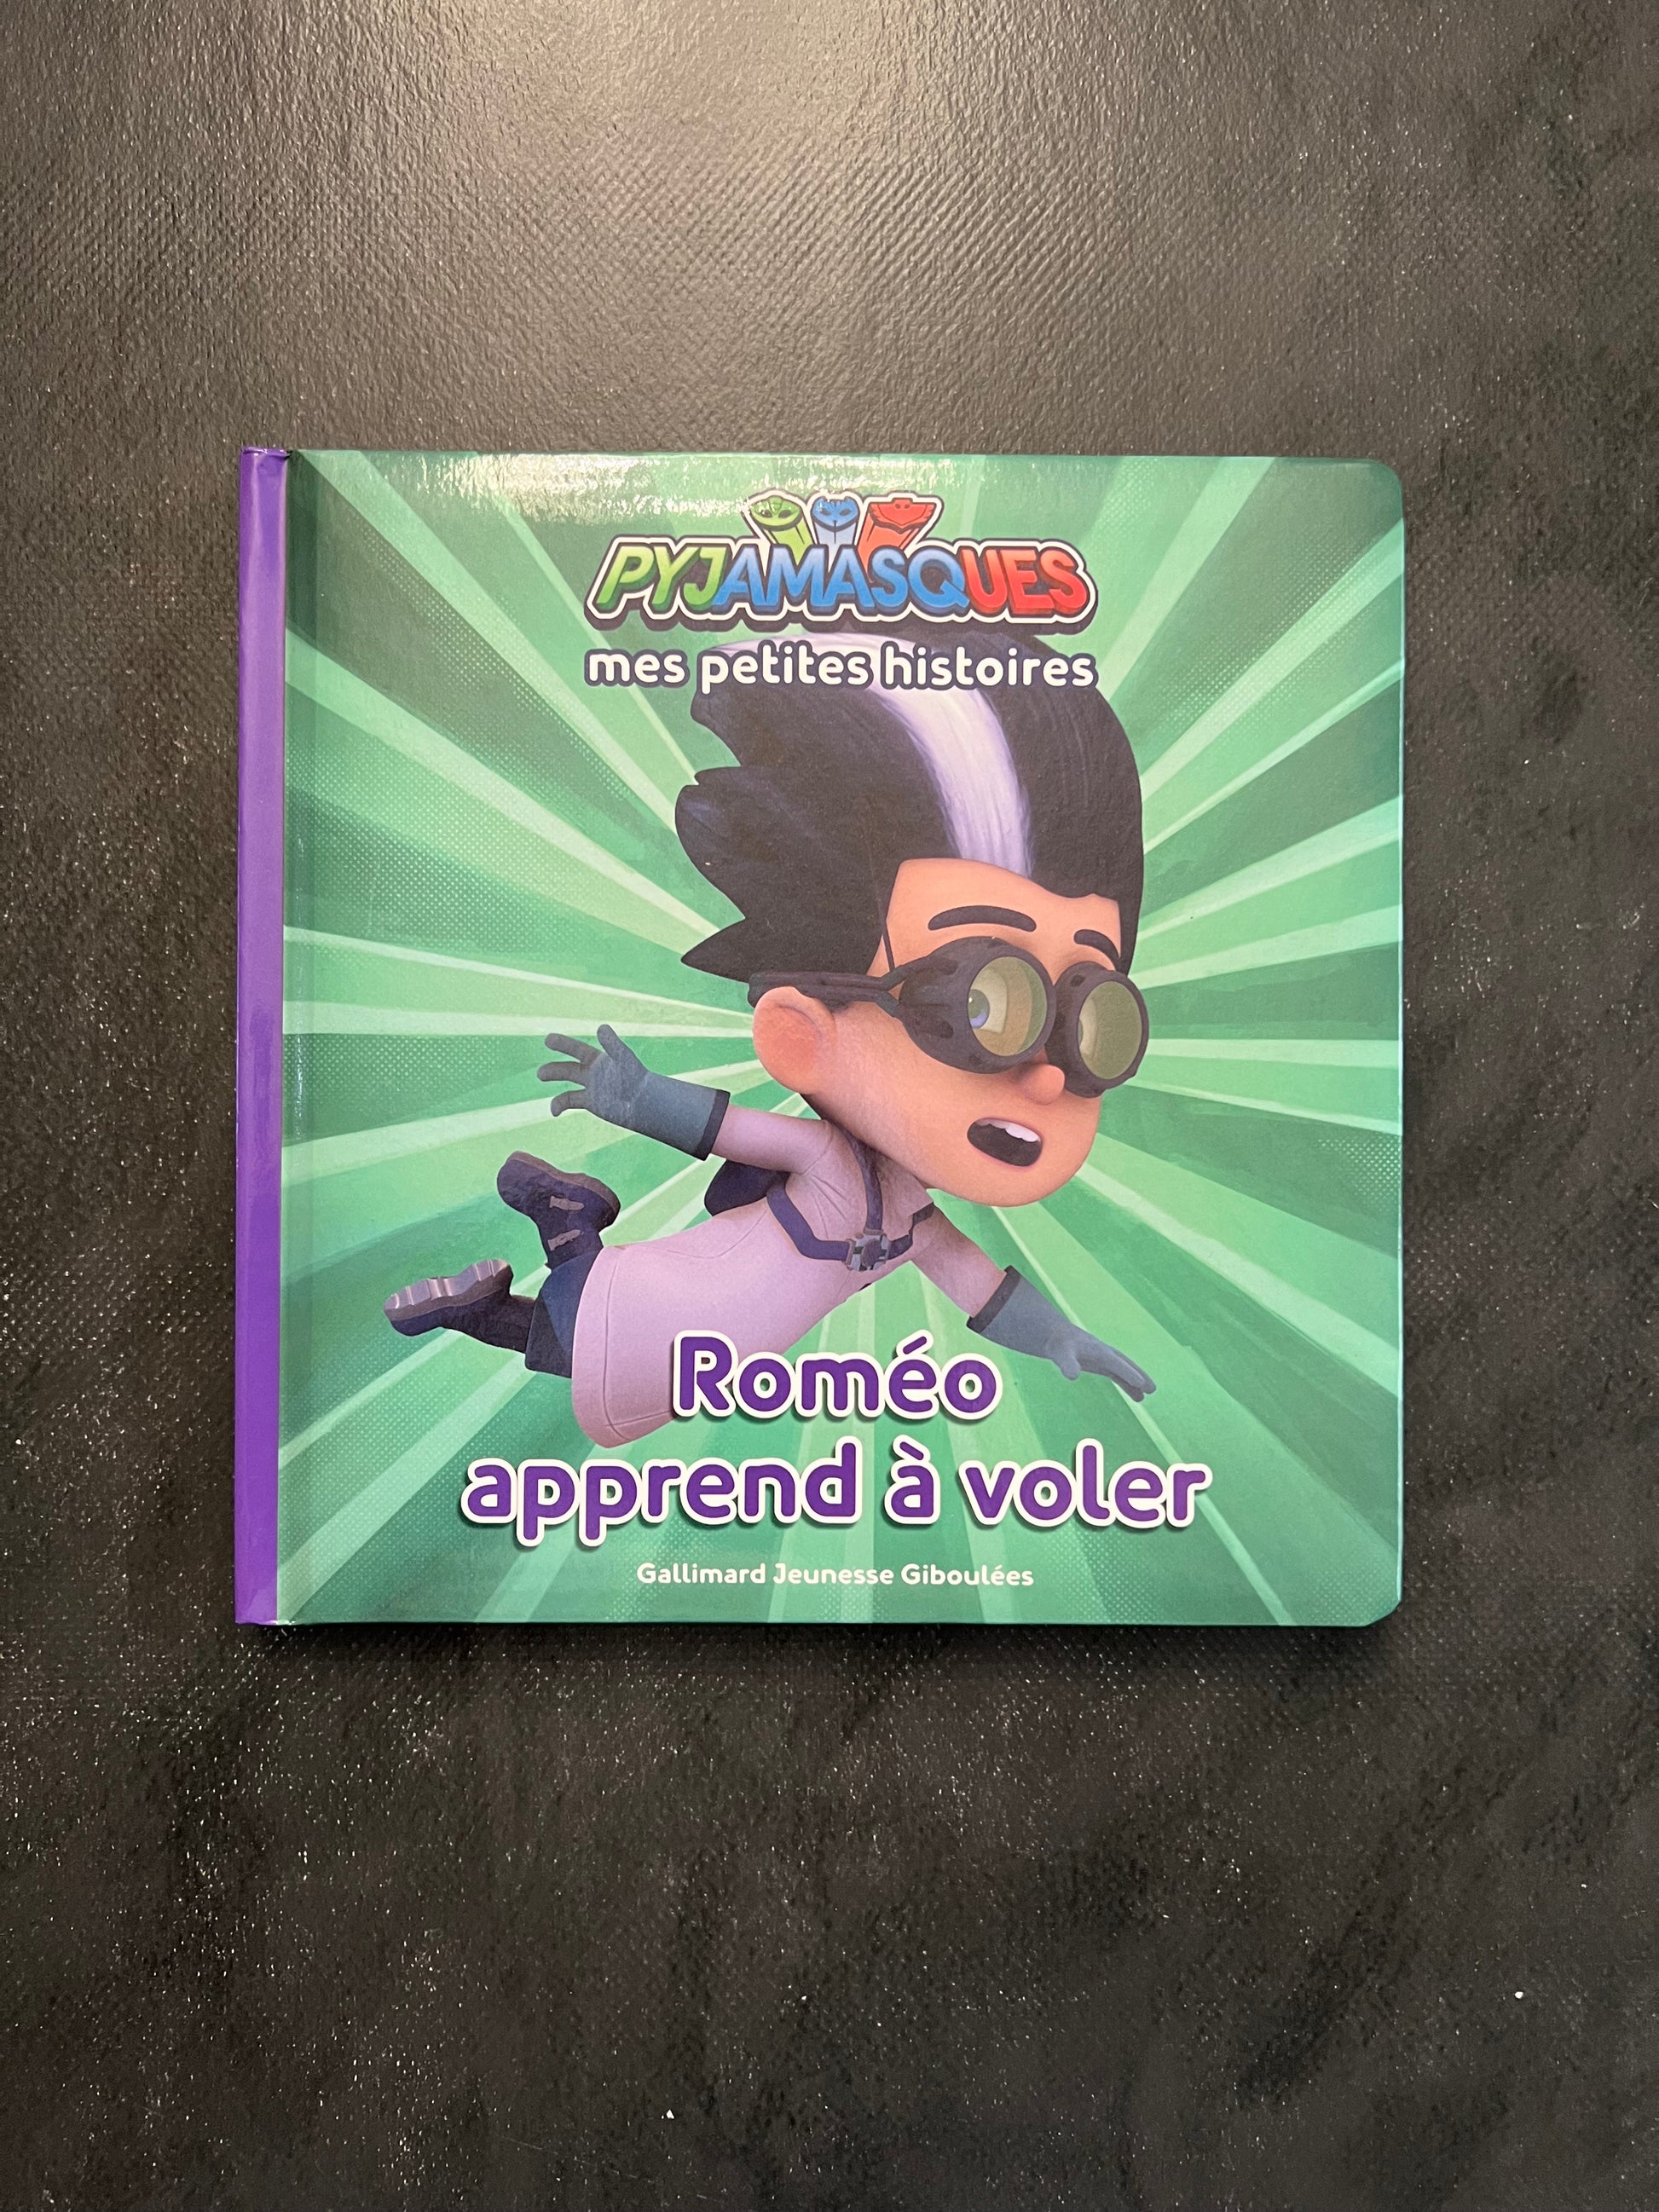 PYJAMASQUES
mes petites histoires
Roméo
apprend à voler
Gallimard Jeunesse Giboulées